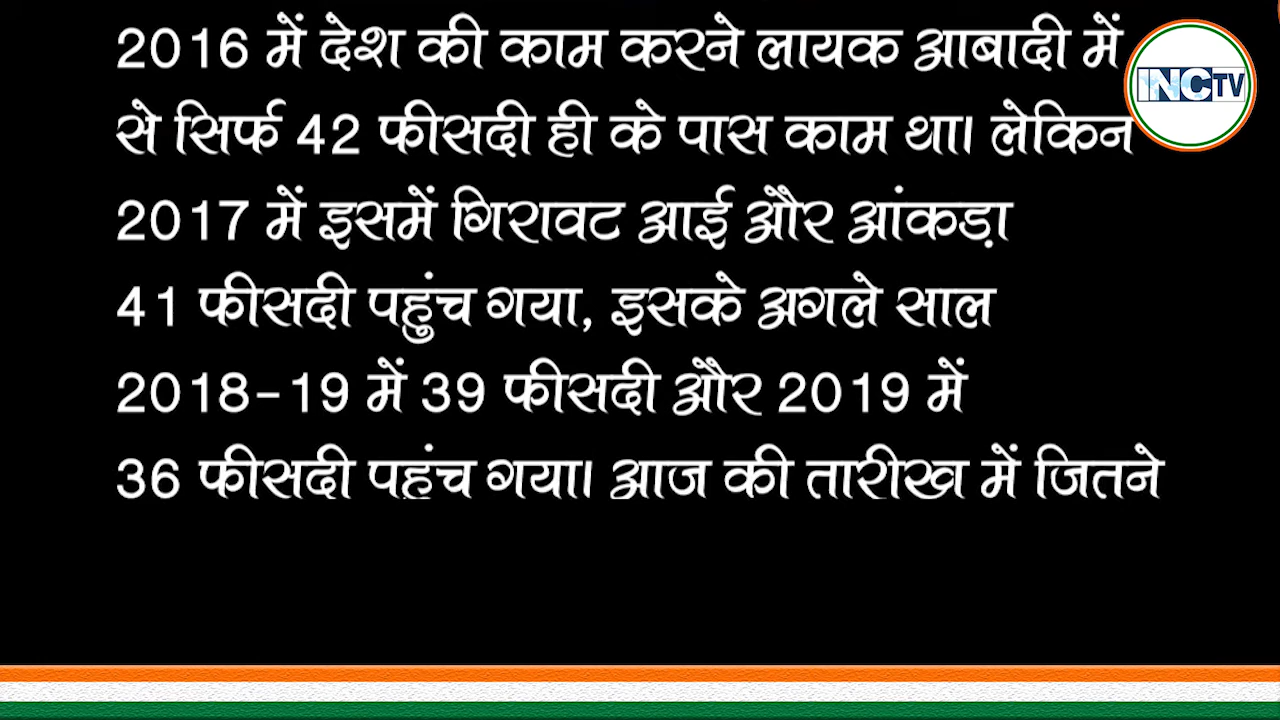 2016 में देश की काम करने लायक आबादी में
से सिर्फ 42 फीसदी ही के पास काम था। लेकिन
2017 में इसमें गिरावट आई और आंकड़ा
41 फीसदी पहुंच गया, इसके अगले साल
2018-19 में 39 फीसदी और 2019 में
36 फीसदी पहुंच गया। आज की तारीख में जितने
INCTV